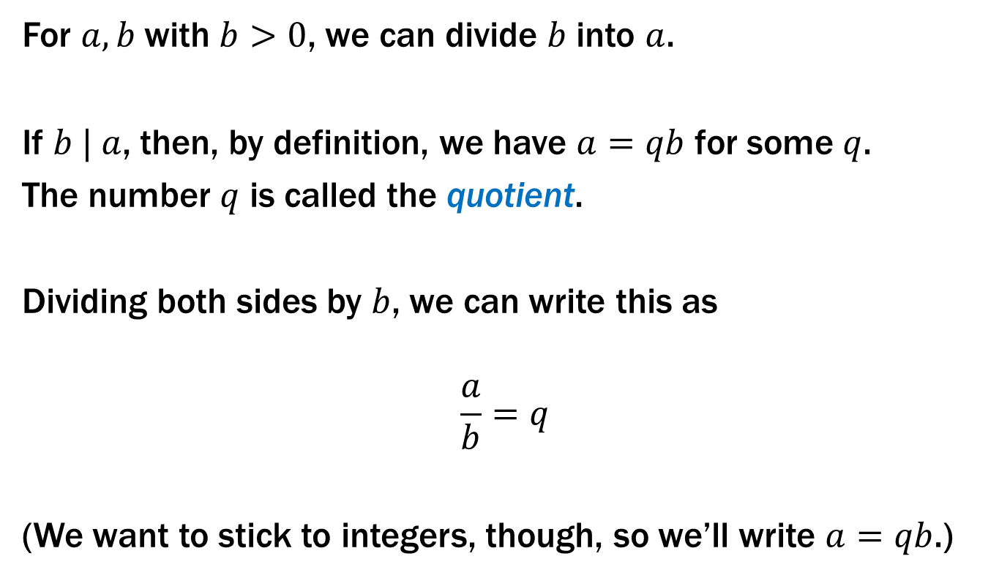 For a, b with b > 0, we can divide b into a.
If b | a, then, by definition, we have a = qb for some q.
The number q is called the quotient.
Dividing both sides by b, we can write this as
a/b = q
(We want to stick to integers, though, so we’ll write a = qb.)